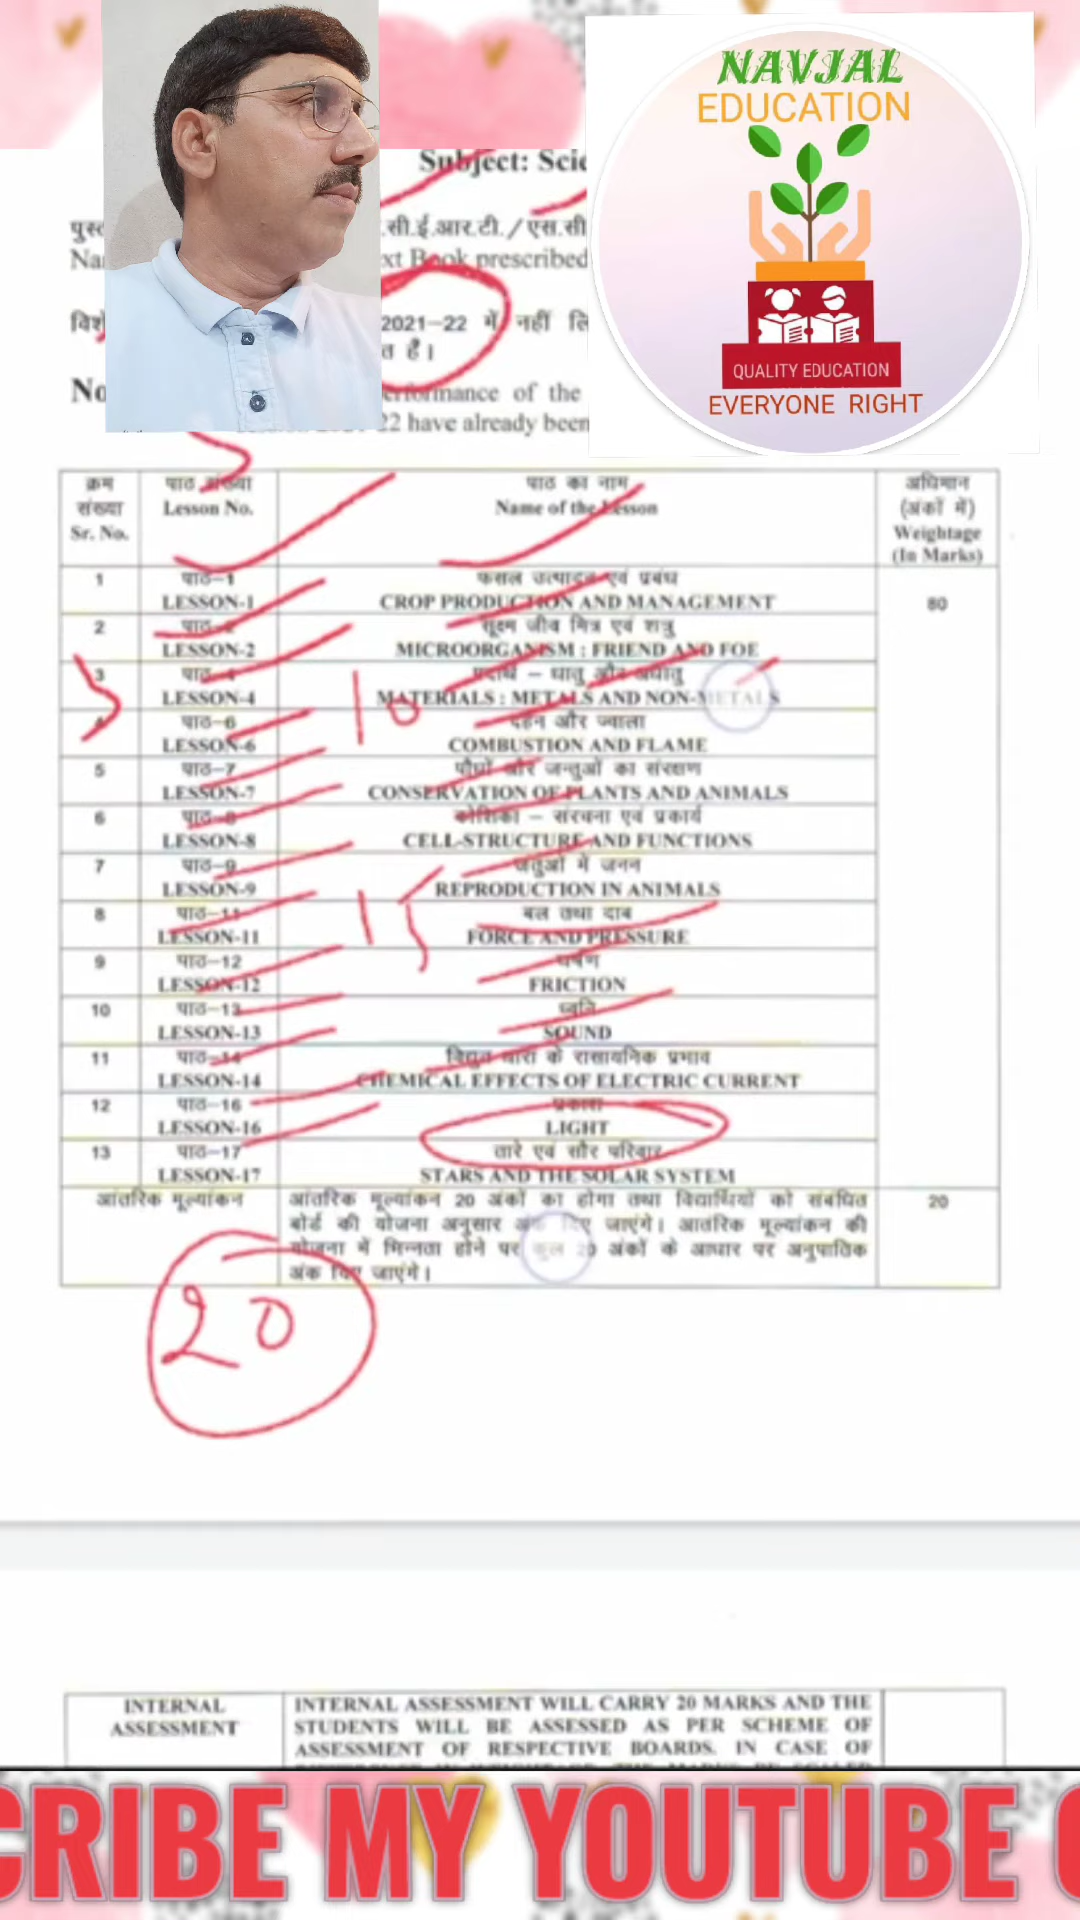 NAVJAL
EDUCATION
QUALITY EDUCATION
EVERYONE RIGHT
Subject: Scie
.सी.ई.आर.टी./एस.सी
Na
xt Book prescribed
2021-22 में नहीं लि
त है।
No
erformance of the
22 have already been
क्रम संख्या Sr. No.
पाठ संख्या Lesson No.
पाठ का नाम Name of the Lesson
अधिमान (अंकों में) Weightage (In Marks)
1 पाठ-1 फसल उत्पादन एवं प्रबंध
LESSON-1 CROP PRODUCTION AND MANAGEMENT 80
2 पाठ-2 सूक्ष्म जीव मित्र एवं शत्रु
LESSON-2 MICROORGANISM : FRIEND AND FOE
3 पाठ-4 पदार्थ – धातु और अधातु
LESSON-4 MATERIALS : METALS AND NON-METALS
4 पाठ-6 दहन और ज्वाला
LESSON-6 COMBUSTION AND FLAME
5 पाठ-7 पौधों और जन्तुओं का संरक्षण
LESSON-7 CONSERVATION OF PLANTS AND ANIMALS
6 पाठ-8 कोशिका – संरचना एवं प्रकार्य
LESSON-8 CELL-STRUCTURE AND FUNCTIONS
7 पाठ-9 जंतुओं में जनन
LESSON-9 REPRODUCTION IN ANIMALS
8 पाठ-11 बल तथा दाब
LESSON-11 FORCE AND PRESSURE
9 पाठ-12 घर्षण
LESSON-12 FRICTION
10 पाठ-13 ध्वनि
LESSON-13 SOUND
11 पाठ-14 विद्युत धारा के रासायनिक प्रभाव
LESSON-14 CHEMICAL EFFECTS OF ELECTRIC CURRENT
12 पाठ-16 प्रकाश
LESSON-16 LIGHT
13 पाठ-17 तारे एवं सौर परिवार
LESSON-17 STARS AND THE SOLAR SYSTEM
10
15
आंतरिक मूल्यांकन आंतरिक मूल्यांकन 20 अंकों का होगा तथा विद्यार्थियों को संबंधित 20
बोर्ड की योजना अनुसार अंक दिए जाएंगे। आंतरिक मूल्यांकन की
योजना में भिन्नता होने पर कुल 20 अंकों के आधार पर अनुपातिक
अंक दिए जाएंगे।
20
INTERNAL ASSESSMENT
INTERNAL ASSESSMENT WILL CARRY 20 MARKS AND THE
STUDENTS WILL BE ASSESSED AS PER SCHEME OF
ASSESSMENT OF RESPECTIVE BOARDS. IN CASE OF
CRIBE MY YOUTUBE C